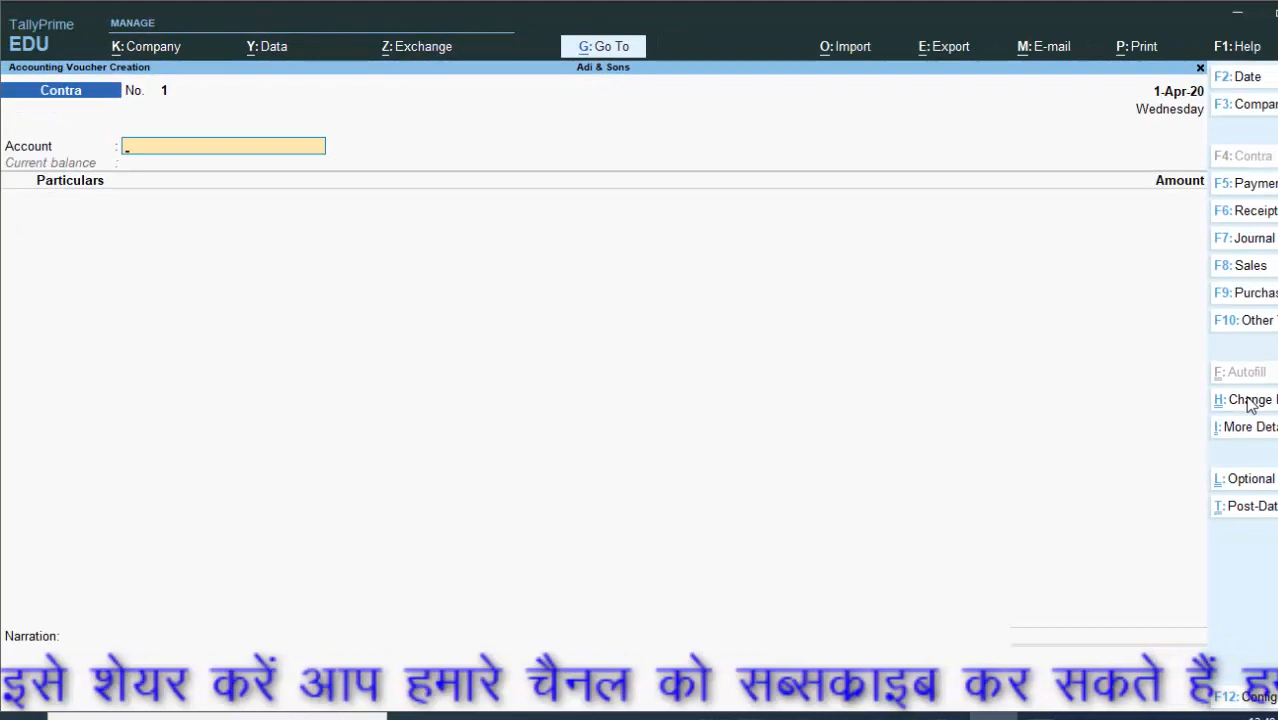 TallyPrime
MANAGE
EDU
K: Company
Y: Data
Z: Exchange
G: Go To
O: Import
E: Export
M: E-mail
P: Print
F1: Help
Accounting Voucher Creation
Adi & Sons
Contra No. 1
1-Apr-20
Wednesday
Account :
Current balance :
Particulars
Amount
F2: Date
F3: Compar
F4: Contra
F5: Paymer
F6: Receipt
F7: Journal
F8: Sales
F9: Purchas
F10: Other
F: Autofill
H: Change
I: More Deta
L: Optional
T: Post-Dat
Narration:
इसे शेयर करें आप हमारे चैनल को सब्सक्राइब कर सकते हैं
F12: Config